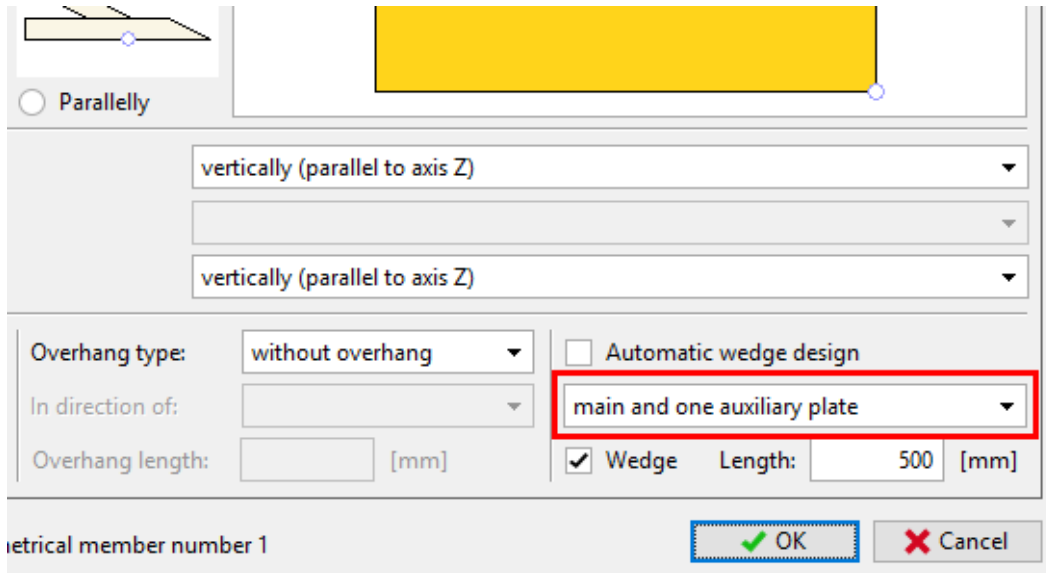 Parallelly
vertically (parallel to axis Z)
vertically (parallel to axis Z)
Overhang type: without overhang Automatic wedge design
In direction of: main and one auxiliary plate
Overhang length: [mm] Wedge Length: 500 [mm]
etrical member number 1 OK Cancel